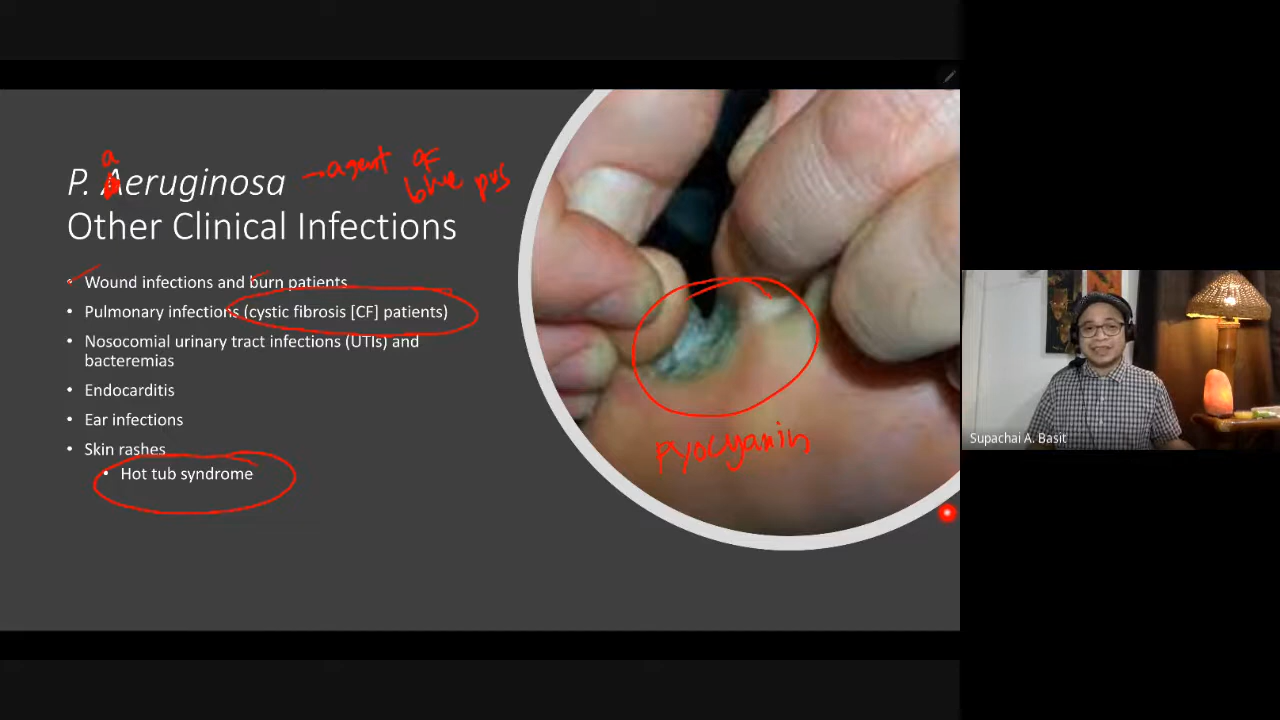 a
P. Aeruginosa → agent of
blue pus
Other Clinical Infections
• Wound infections and burn patients
• Pulmonary infections (cystic fibrosis [CF] patients)
• Nosocomial urinary tract infections (UTIs) and
bacteremias
• Endocarditis
• Ear infections
• Skin rashes
• Hot tub syndrome
Pyocyanin
Supachai A. Basit